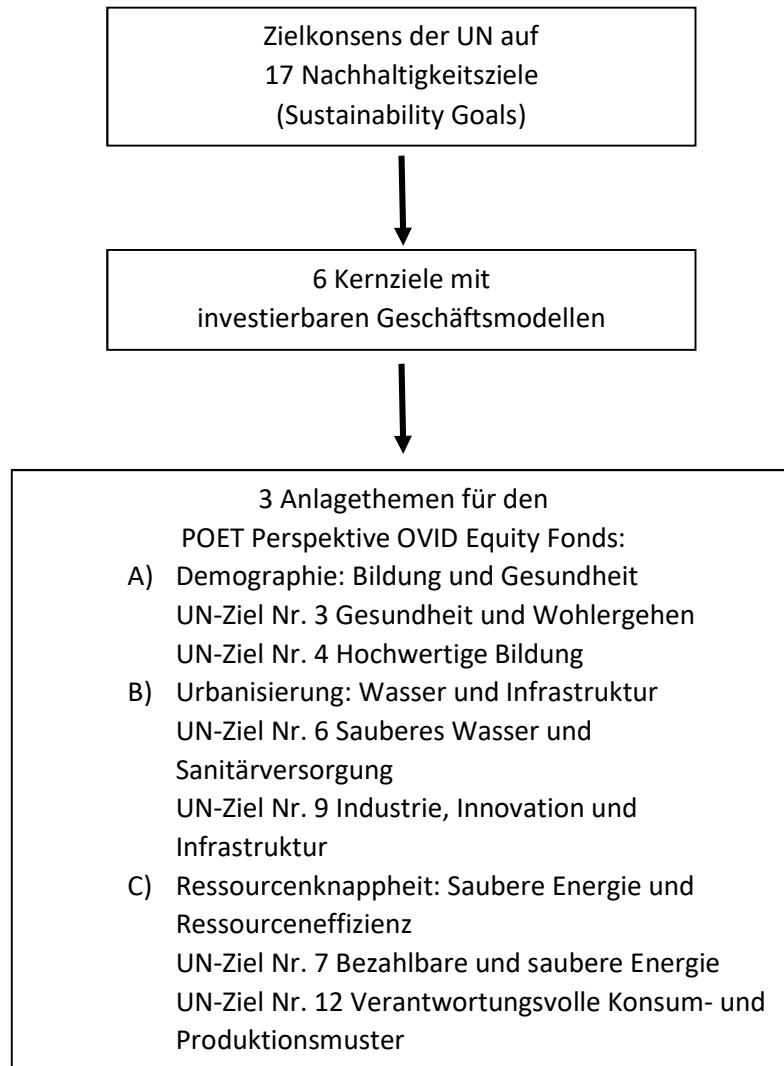 Zielkonsens der UN auf
17 Nachhaltigkeitsziele
(Sustainability Goals)
6 Kernziele mit
investierbaren Geschäftsmodellen
3 Anlagethemen für den
POET Perspektive OVID Equity Fonds:
A) Demographie: Bildung und Gesundheit
UN-Ziel Nr. 3 Gesundheit und Wohlergehen
UN-Ziel Nr. 4 Hochwertige Bildung
B) Urbanisierung: Wasser und Infrastruktur
UN-Ziel Nr. 6 Sauberes Wasser und
Sanitärversorgung
UN-Ziel Nr. 9 Industrie, Innovation und
Infrastruktur
C) Ressourcenknappheit: Saubere Energie und
Ressourceneffizienz
UN-Ziel Nr. 7 Bezahlbare und saubere Energie
UN-Ziel Nr. 12 Verantwortungsvolle Konsum- und
Produktionsmuster